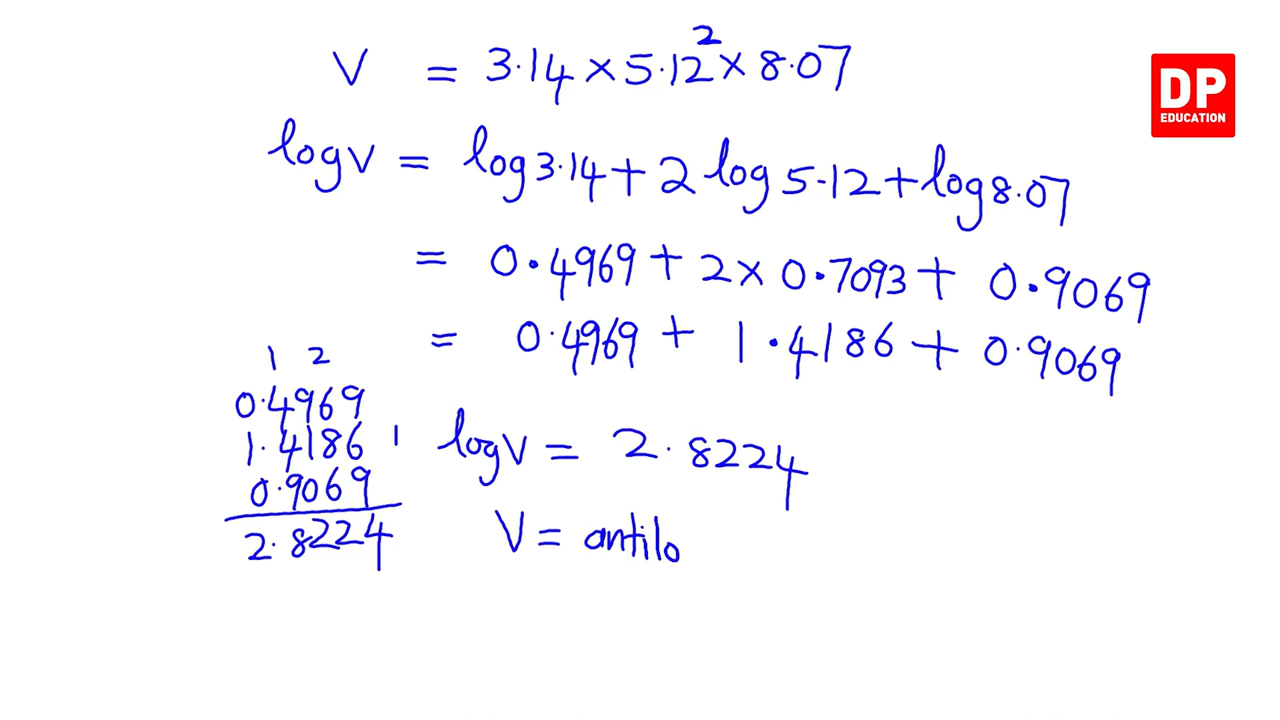 V = 3.14 × 5.12² × 8.07
DP
EDUCATION
log V = log 3.14 + 2 log 5.12 + log 8.07
= 0.4969 + 2 × 0.7093 + 0.9069
= 0.4969 + 1.4186 + 0.9069
1 2
0.4969
1.4186 1
0.9069
2.8224
log V = 2.8224
V = antilo